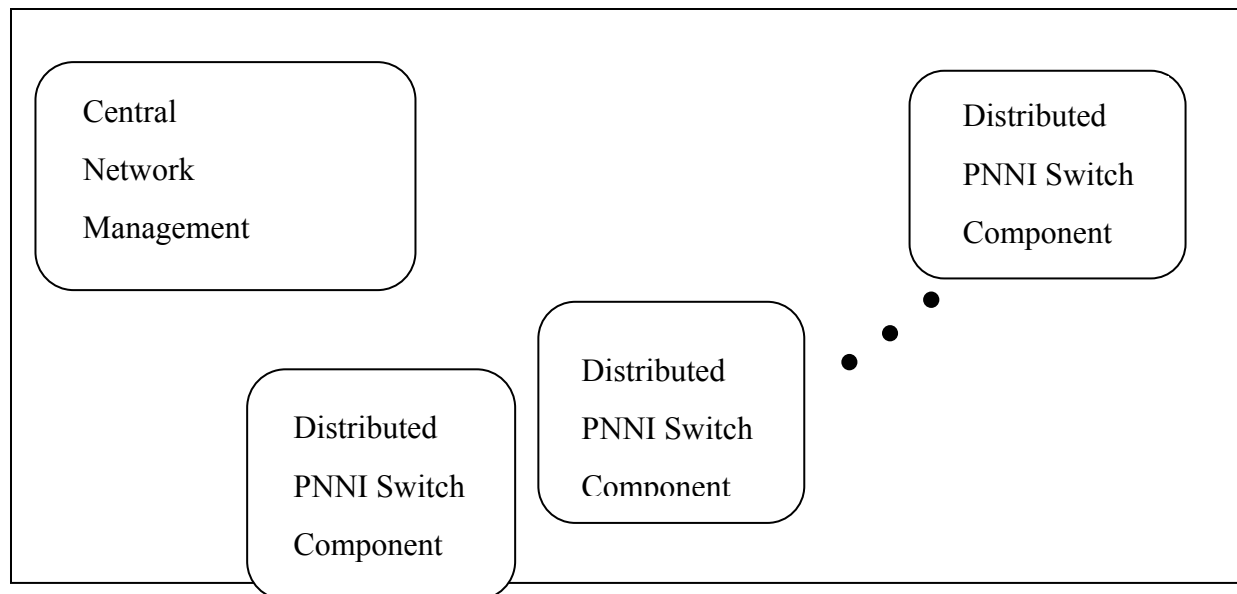 Central
Network
Management
Distributed
PNNI Switch
Component
Distributed
PNNI Switch
Component
Distributed
PNNI Switch
Component